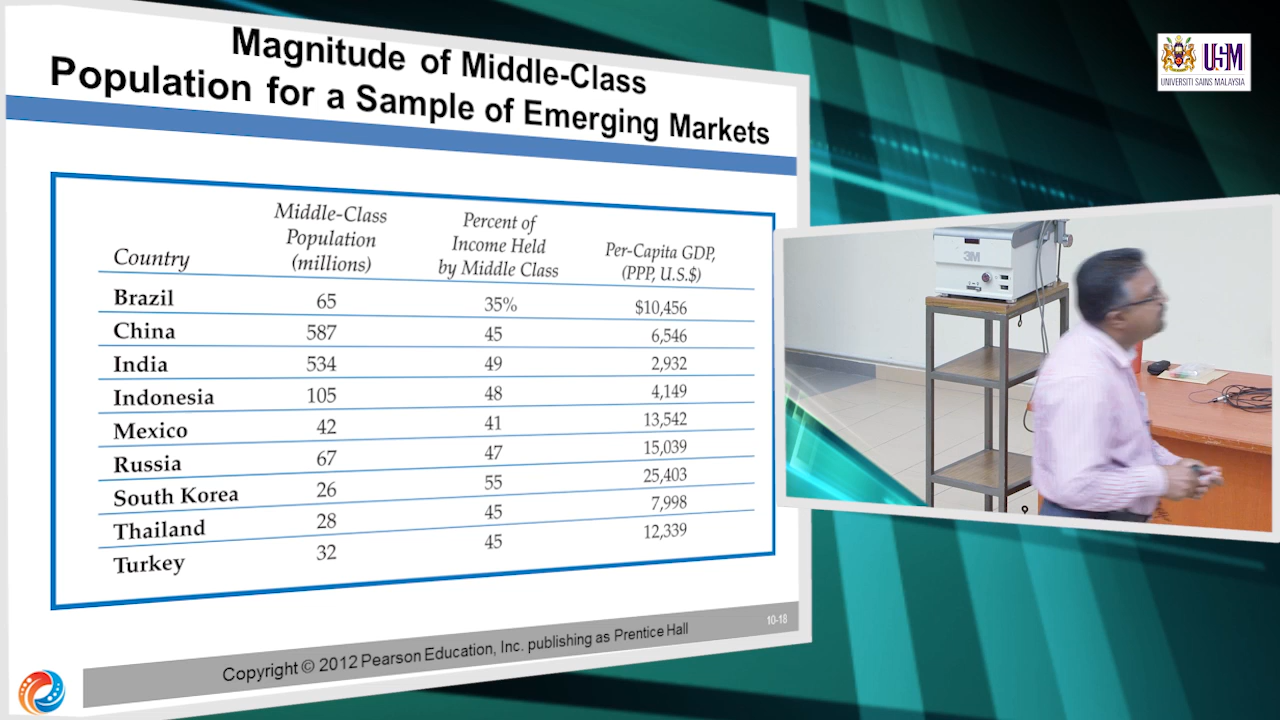 Magnitude of Middle-Class
Population for a Sample of Emerging Markets
USM
UNIVERSITI SAINS MALAYSIA
Country Middle-Class Population (millions) Percent of Income Held by Middle Class Per-Capita GDP, (PPP, U.S.$)
Brazil 65 35% $10,456
China 587 45 6,546
India 534 49 2,932
Indonesia 105 48 4,149
Mexico 42 41 13,542
Russia 67 47 15,039
South Korea 26 55 25,403
Thailand 28 45 7,998
Turkey 32 45 12,339
3M
10-18
Copyright © 2012 Pearson Education, Inc. publishing as Prentice Hall